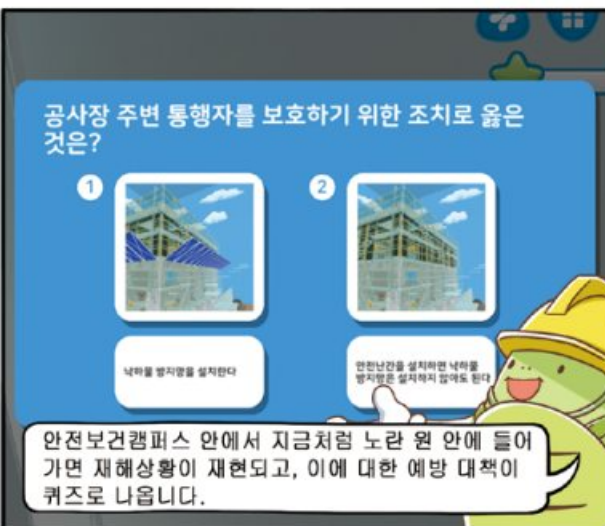 공사장 주변 통행자를 보호하기 위한 조치로 옳은
것은?
1
2
낙하물 방지망을 설치한다
안전난간을 설치하면 낙하물
방지망은 설치하지 않아도 된다
안전보건캠퍼스 안에서 지금처럼 노란 원 안에 들어
가면 재해상황이 재현되고, 이에 대한 예방 대책이
퀴즈로 나옵니다.